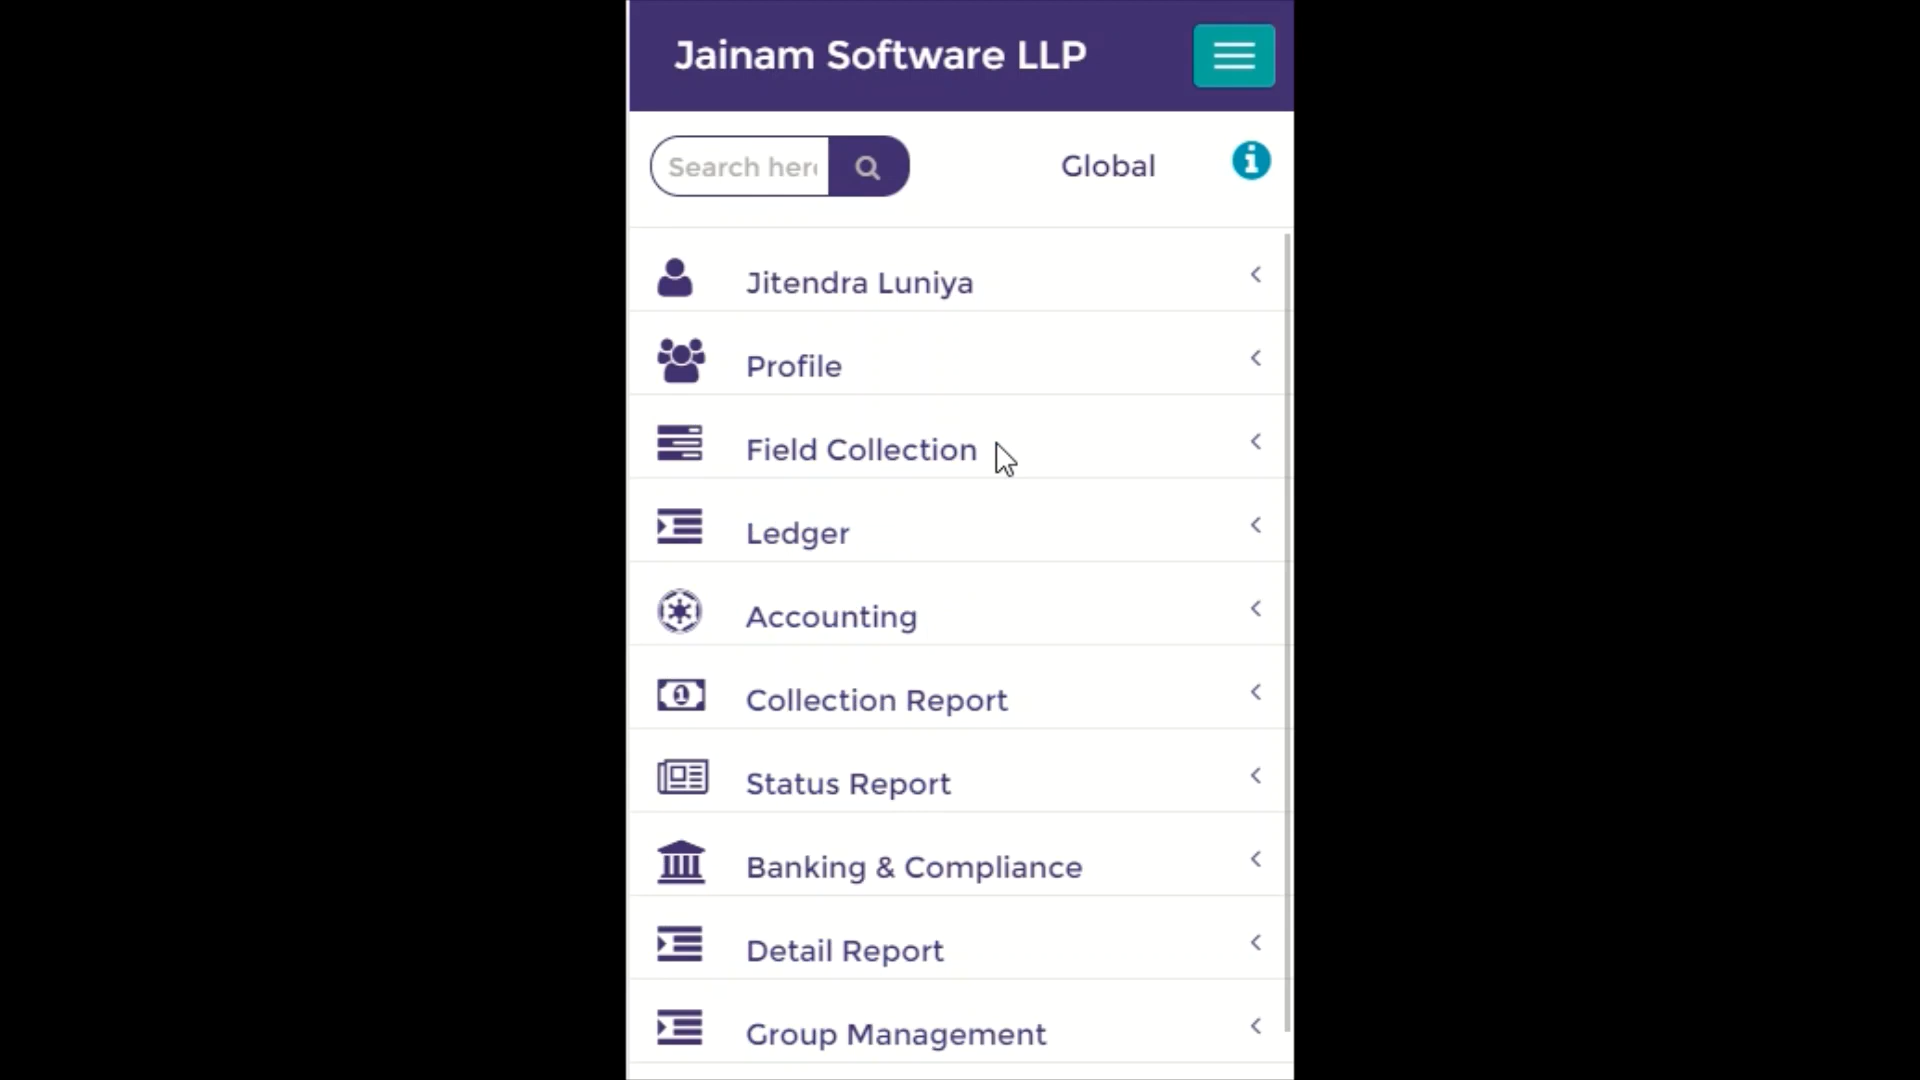 Jainam Software LLP
Search her
Global
Jitendra Luniya
Profile
Field Collection
Ledger
Accounting
Collection Report
Status Report
Banking & Compliance
Detail Report
Group Management